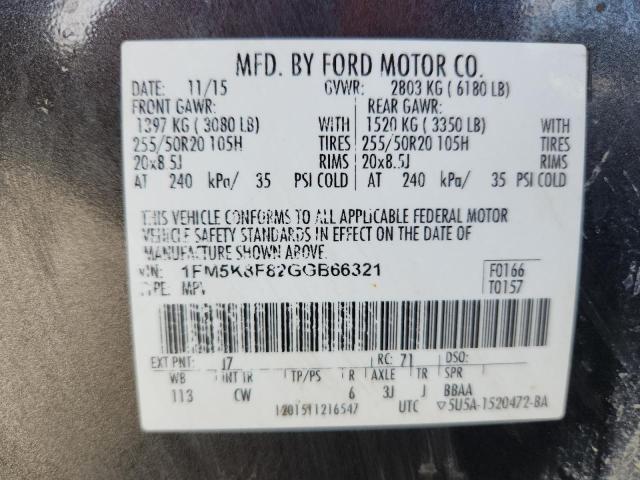 MFD. BY FORD MOTOR CO.
DATE: 11/15 GVWR: 2803 KG ( 6180 LB)
FRONT GAWR: REAR GAWR:
1397 KG ( 3080 LB) WITH 1520 KG ( 3350 LB) WITH
255/50R20 105H TIRES 255/50R20 105H TIRES
20x8.5J RIMS 20x8.5J RIMS
AT 240 kPa/ 35 PSI COLD AT 240 kPa/ 35 PSI COLD
THIS VEHICLE CONFORMS TO ALL APPLICABLE FEDERAL MOTOR
VEHICLE SAFETY STANDARDS IN EFFECT ON THE DATE OF
MANUFACTURE SHOWN ABOVE.
VIN: 1FM5K8F82GGB66321 F0166
TYPE: MPV T0157
EXT PNT: J7 RC: 71 DSO:
WB INT TR TP/PS R AXLE TR SPR
113 CW 6 3J J BBAA
1201511216547 UTC ▽5U5A-1520472-BA